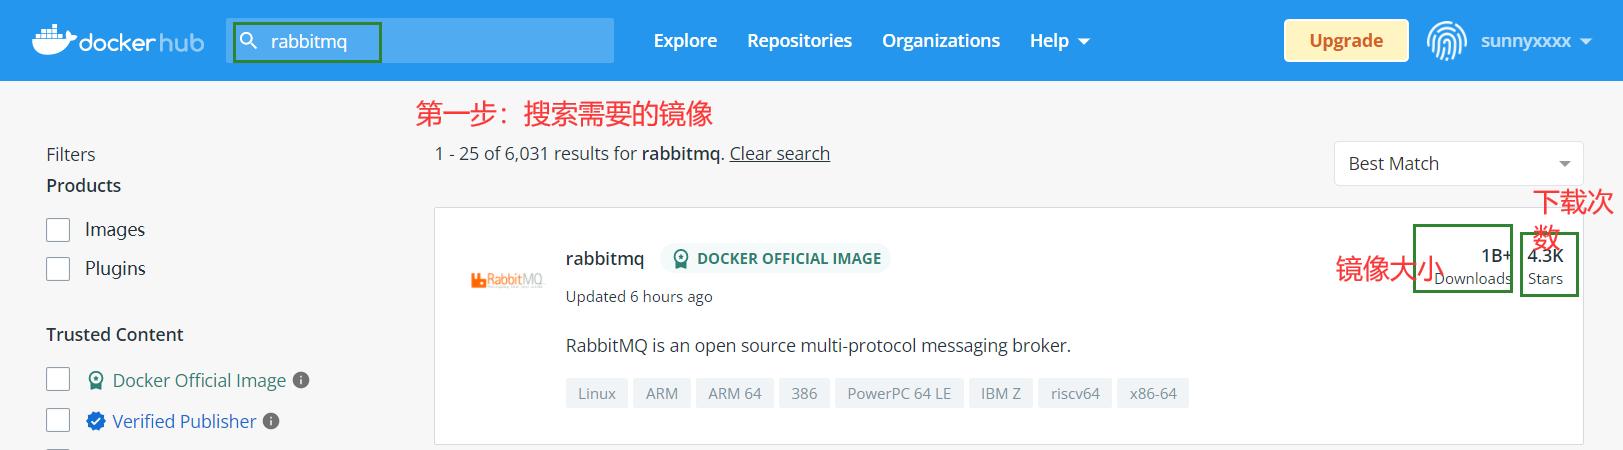 docker hub
rabbitmq
Explore
Repositories
Organizations
Help
Upgrade
sunnyxxxx
第一步：搜索需要的镜像
Filters
1 - 25 of 6,031 results for rabbitmq. Clear search
Best Match
Products
Images
Plugins
下载次
数
rabbitmq
DOCKER OFFICIAL IMAGE
1B+
4.3K
镜像大小
Downloads
Stars
RabbitMQ
Updated 6 hours ago
Trusted Content
RabbitMQ is an open source multi-protocol messaging broker.
Docker Official Image
Linux
ARM
ARM 64
386
PowerPC 64 LE
IBM Z
riscv64
x86-64
Verified Publisher